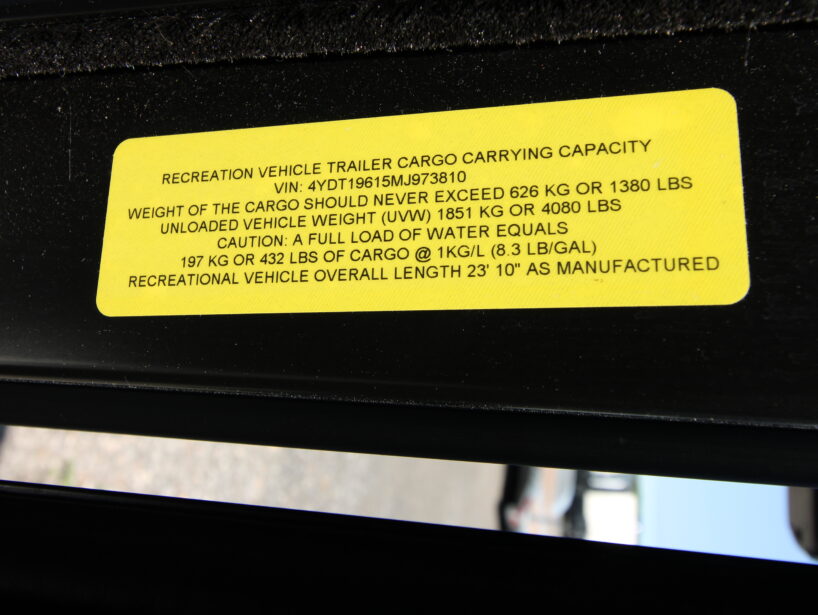 RECREATION VEHICLE TRAILER CARGO CARRYING CAPACITY
VIN: 4YDT19615MJ973810
WEIGHT OF THE CARGO SHOULD NEVER EXCEED 626 KG OR 1380 LBS
UNLOADED VEHICLE WEIGHT (UVW) 1851 KG OR 4080 LBS
CAUTION: A FULL LOAD OF WATER EQUALS
197 KG OR 432 LBS OF CARGO @ 1KG/L (8.3 LB/GAL)
RECREATIONAL VEHICLE OVERALL LENGTH 23' 10" AS MANUFACTURED